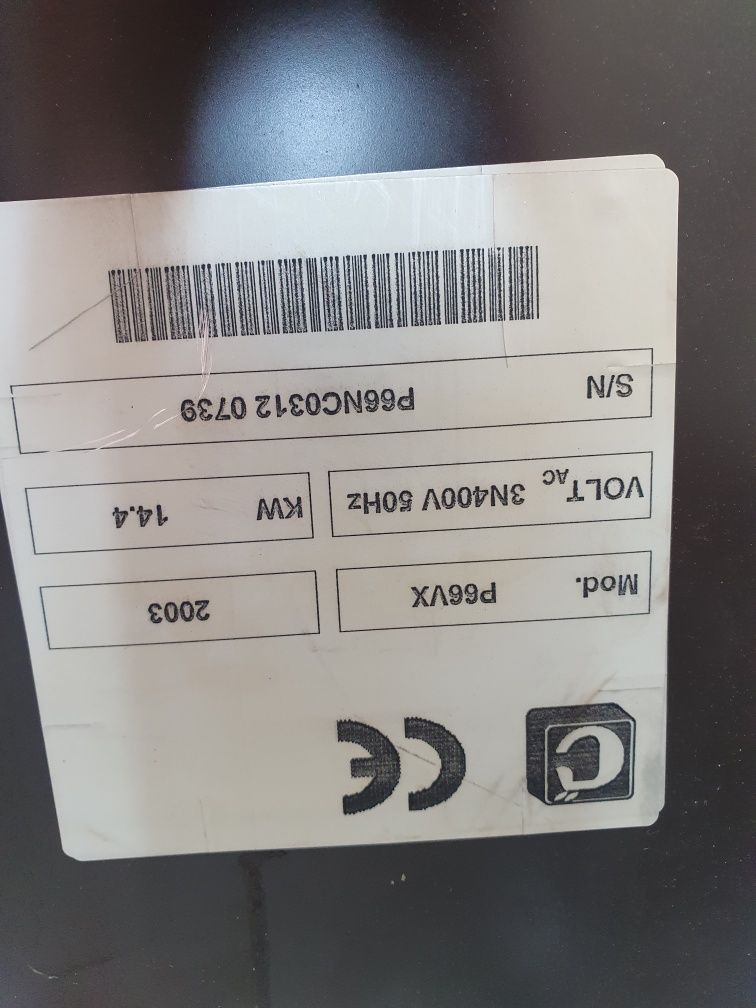 CE
Mod. P66VX 2003
VOLT AC 3N400V 50Hz KW 14.4
S/N P66NC0312 0739